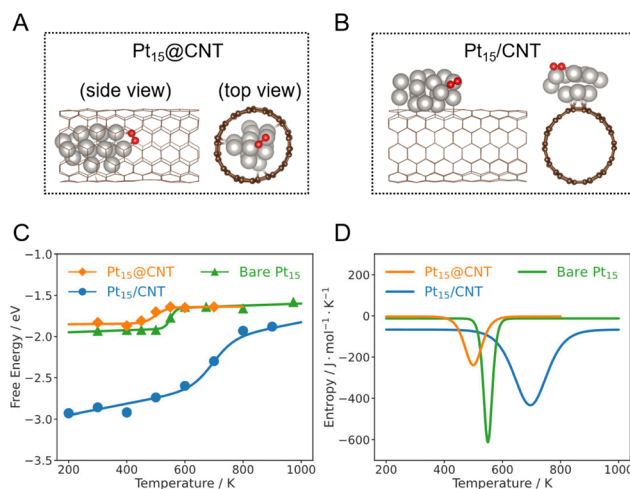 A
Pt₁₅@CNT
(side view) (top view)
B
Pt₁₅/CNT
C
Free Energy / eV
−1.0
−1.5
−2.0
−2.5
−3.0
−3.5
Pt₁₅@CNT
Bare Pt₁₅
Pt₁₅/CNT
200 400 600 800 1000
Temperature / K
D
Entropy / J · mol⁻¹ · K⁻¹
200
0
−200
−400
−600
Pt₁₅@CNT
Bare Pt₁₅
Pt₁₅/CNT
200 400 600 800 1000
Temperature / K